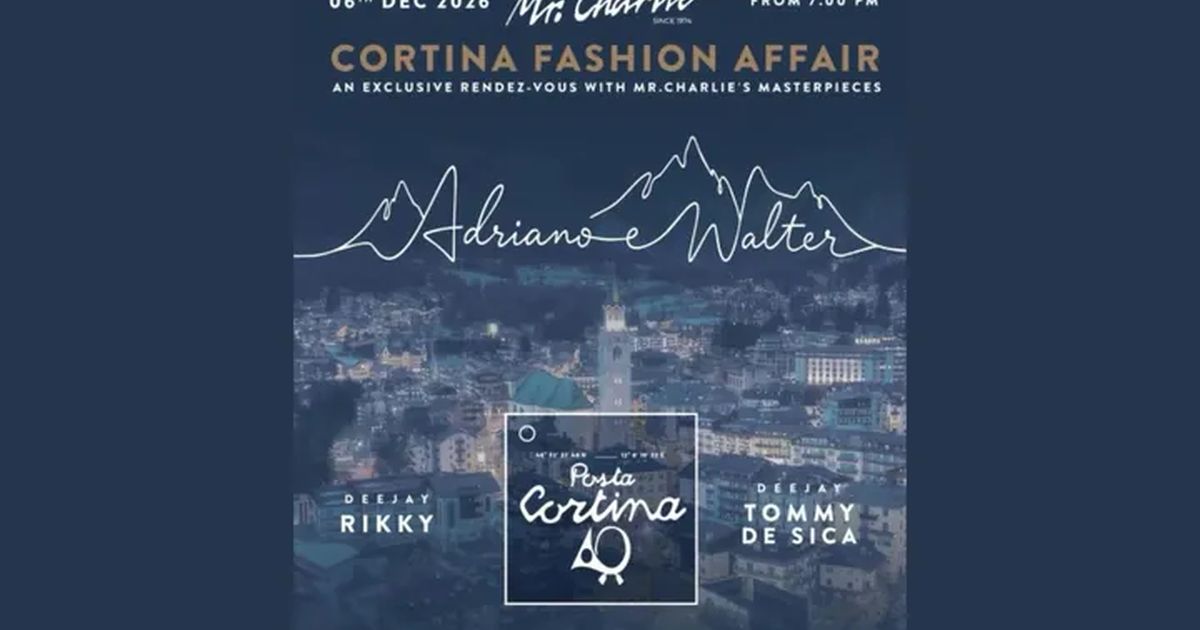 06TH DEC 2026
Mr. Charlie
FROM 7.00 PM
SINCE 1974
CORTINA FASHION AFFAIR
AN EXCLUSIVE RENDEZ-VOUS WITH MR.CHARLIE'S MASTERPIECES
Adriano e Walter
Posta
Cortina
DEEJAY
RIKKY
DEEJAY
TOMMY
DE SICA